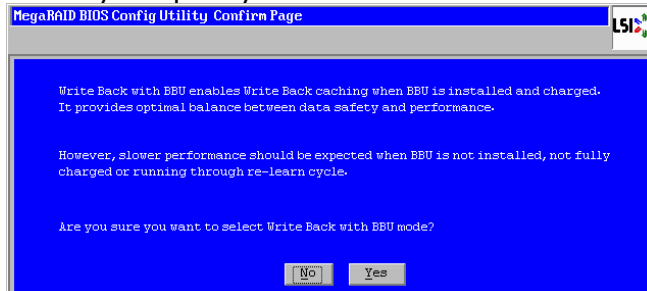 MegaRAID BIOS Config Utility Confirm Page
LSI
Write Back with BBU enables Write Back caching when BBU is installed and charged.
It provides optimal balance between data safety and performance.
However, slower performance should be expected when BBU is not installed, not fully
charged or running through re-learn cycle.
Are you sure you want to select Write Back with BBU mode?
No Yes